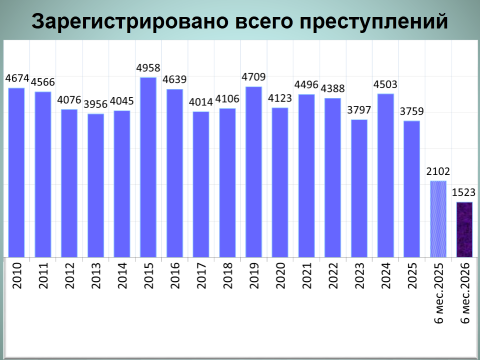 Зарегистрировано всего преступлений
4674 4566 4076 3956 4045 4958 4639 4014 4106 4709 4123 4496 4388 3797 4503 3759 2102 1523
2010 2011 2012 2013 2014 2015 2016 2017 2018 2019 2020 2021 2022 2023 2024 2025 6 мес.2025 6 мес.2026